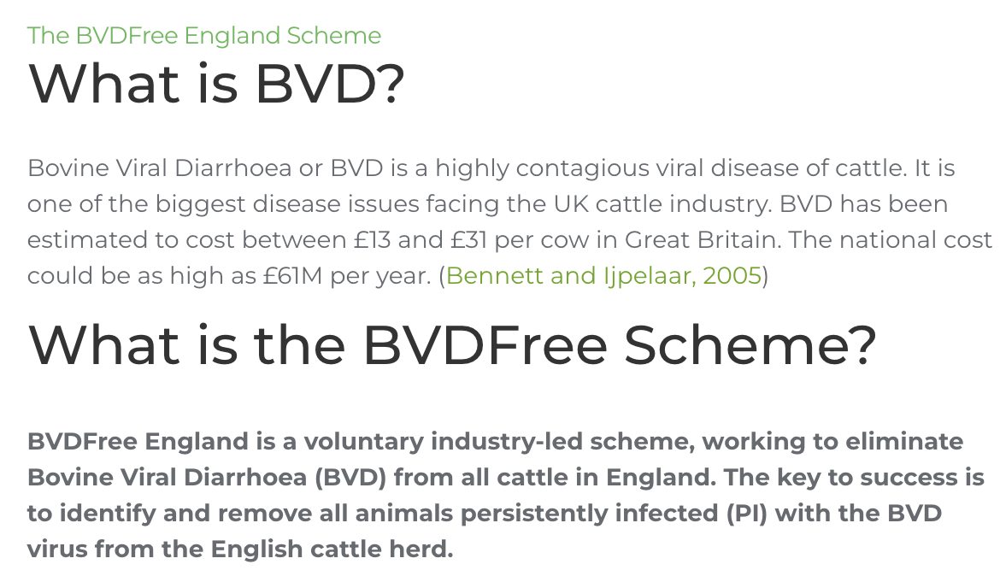 The BVDFree England Scheme
What is BVD?
Bovine Viral Diarrhoea or BVD is a highly contagious viral disease of cattle. It is
one of the biggest disease issues facing the UK cattle industry. BVD has been
estimated to cost between £13 and £31 per cow in Great Britain. The national cost
could be as high as £61M per year. (Bennett and Ijpelaar, 2005)
What is the BVDFree Scheme?
BVDFree England is a voluntary industry-led scheme, working to eliminate
Bovine Viral Diarrhoea (BVD) from all cattle in England. The key to success is
to identify and remove all animals persistently infected (PI) with the BVD
virus from the English cattle herd.